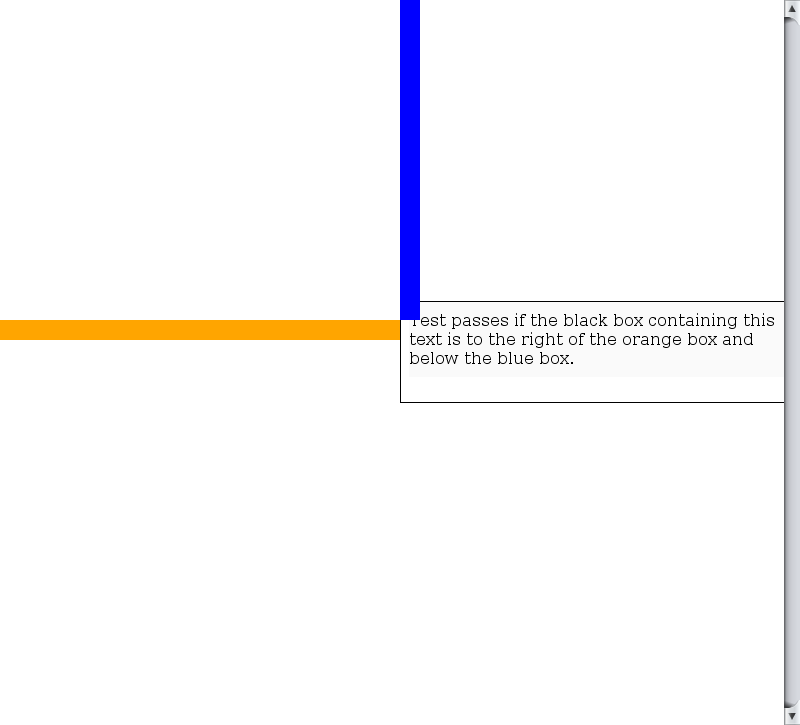 Test passes if the black box containing this
text is to the right of the orange box and
below the blue box.